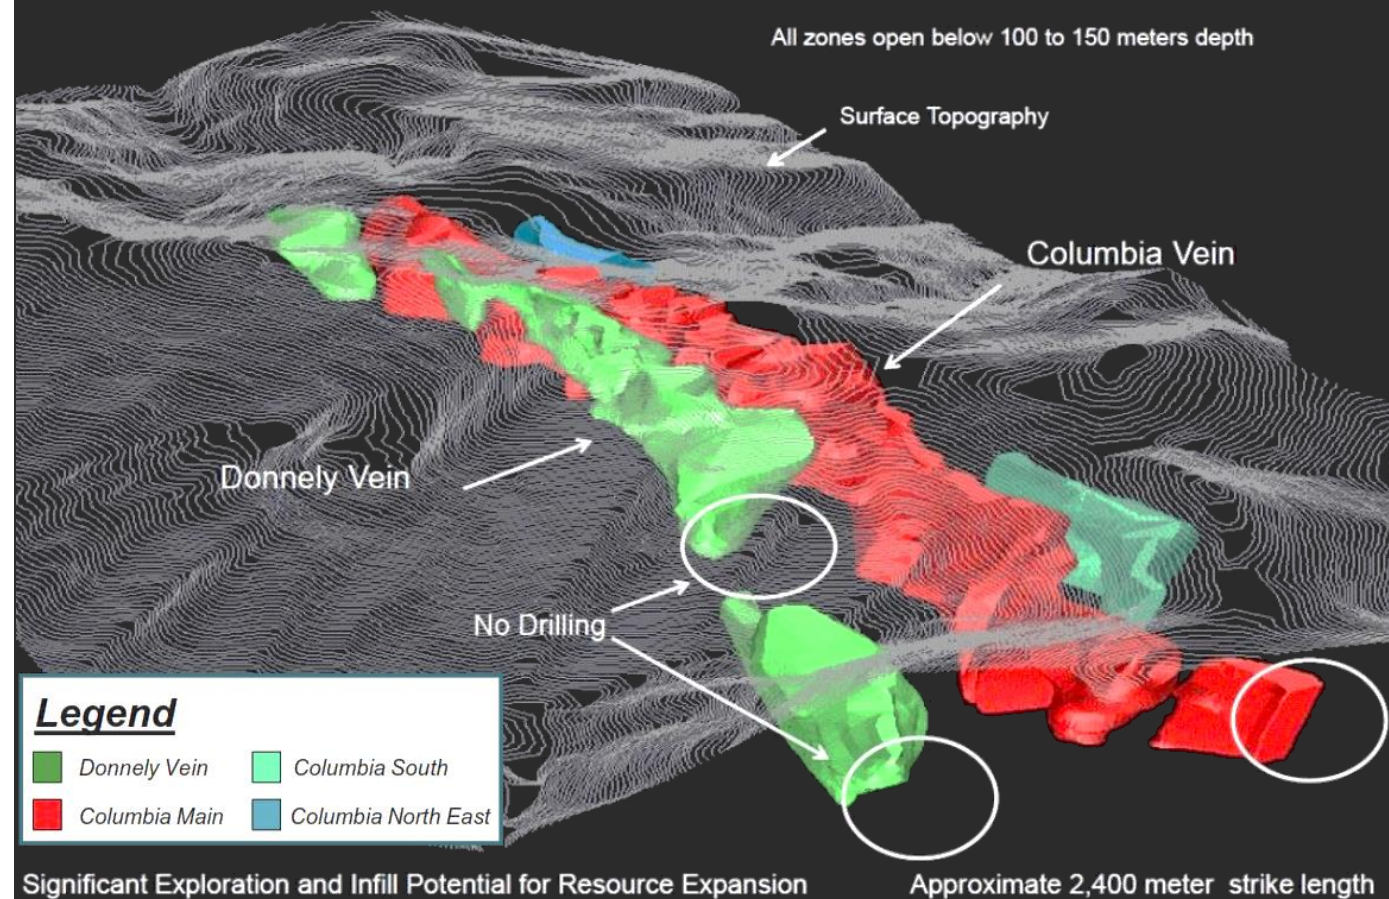 All zones open below 100 to 150 meters depth
Surface Topography
Columbia Vein
Donnely Vein
No Drilling
Legend
Donnely Vein
Columbia South
Columbia Main
Columbia North East
Significant Exploration and Infill Potential for Resource Expansion
Approximate 2,400 meter strike length